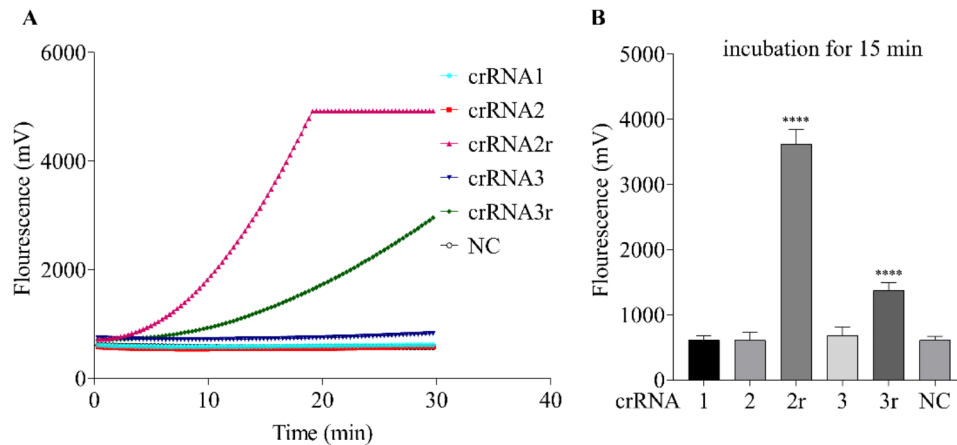 A
Flourescence (mV)
6000
4000
2000
0
0 10 20 30 40
Time (min)
crRNA1
crRNA2
crRNA2r
crRNA3
crRNA3r
NC
B
incubation for 15 min
Flourescence (mV)
5000
4000
3000
2000
1000
0
****
****
crRNA 1 2 2r 3 3r NC